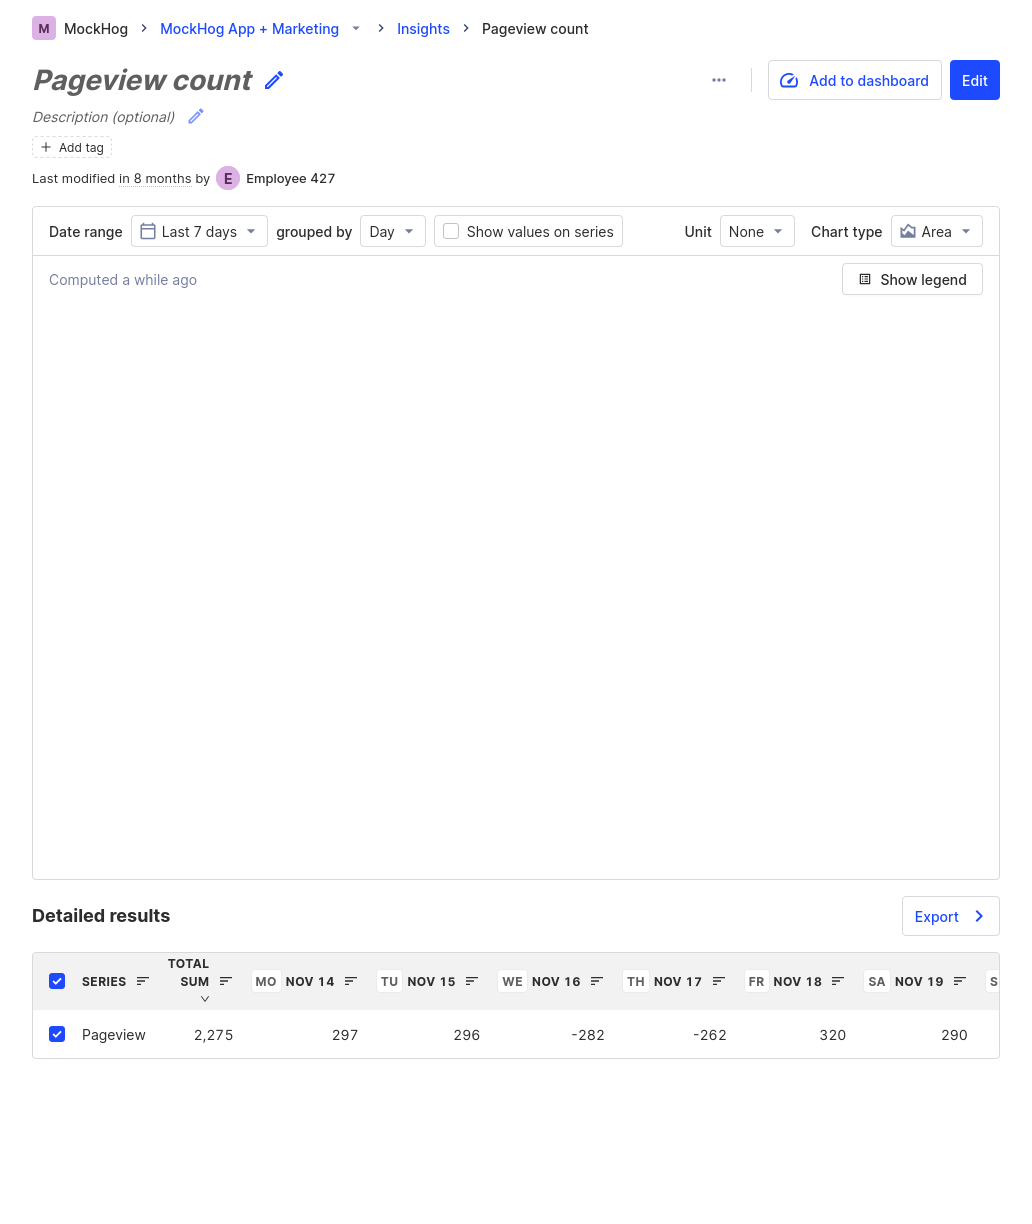 M MockHog MockHog App + Marketing Insights Pageview count
Pageview count
Add to dashboard
Edit
Description (optional)
Add tag
Last modified in 8 months by E Employee 427
Date range Last 7 days grouped by Day Show values on series Unit None Chart type Area
Computed a while ago
Show legend
Detailed results
Export
SERIES TOTAL SUM MO NOV 14 TU NOV 15 WE NOV 16 TH NOV 17 FR NOV 18 SA NOV 19 S
Pageview 2,275 297 296 -282 -262 320 290